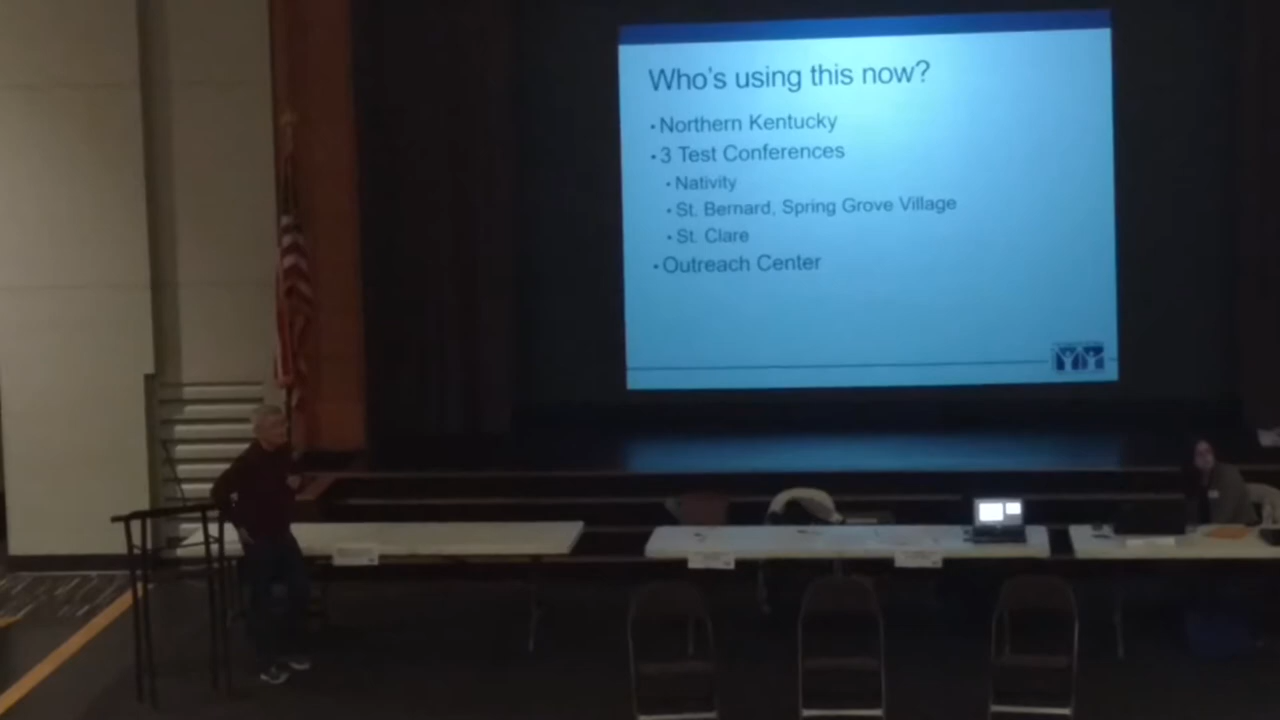 Who's using this now?
• Northern Kentucky
• 3 Test Conferences
• Nativity
• St. Bernard, Spring Grove Village
• St. Clare
• Outreach Center